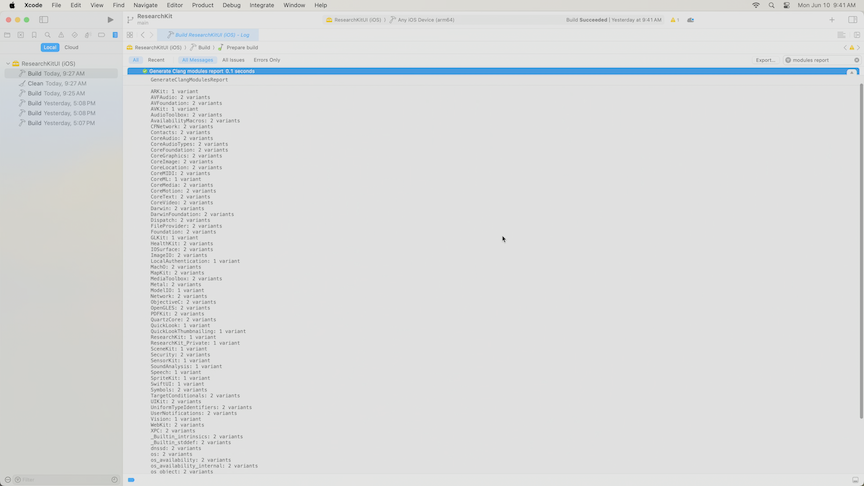 Xcode File Edit View Find Navigate Editor Product Debug Integrate Window Help
Mon Jun 10 9:41 AM
ResearchKit
main
ResearchKitUI (iOS) Any iOS Device (arm64)
Build Succeeded | Yesterday at 9:41 AM
1
Build ResearchKitUI (iOS) – Log
Local Cloud
ResearchKitUI (iOS) Build Prepare build
All Recent All Messages All Issues Errors Only
Export...
modules report
ResearchKitUI (iOS)
Build Today, 9:27 AM
Clean Today, 9:27 AM
Build Today, 9:25 AM
Build Yesterday, 5:08 PM
Build Yesterday, 5:08 PM
Build Yesterday, 5:07 PM
Filter
Generate Clang modules report 0.1 seconds
GenerateClangModulesReport
ARKit: 1 variant
AVFAudio: 2 variants
AVFoundation: 2 variants
AVKit: 1 variant
AudioToolbox: 2 variants
AvailabilityMacros: 2 variants
CFNetwork: 2 variants
Contacts: 2 variants
CoreAudio: 2 variants
CoreAudioTypes: 2 variants
CoreFoundation: 2 variants
CoreGraphics: 2 variants
CoreImage: 2 variants
CoreLocation: 2 variants
CoreMIDI: 2 variants
CoreML: 1 variant
CoreMedia: 2 variants
CoreMotion: 2 variants
CoreText: 2 variants
CoreVideo: 2 variants
Darwin: 2 variants
DarwinFoundation: 2 variants
Dispatch: 2 variants
FileProvider: 2 variants
Foundation: 2 variants
GLKit: 1 variant
HealthKit: 2 variants
IOSurface: 2 variants
ImageIO: 2 variants
LocalAuthentication: 1 variant
MachO: 2 variants
MapKit: 2 variants
MediaToolbox: 2 variants
Metal: 2 variants
ModelIO: 1 variant
Network: 2 variants
ObjectiveC: 2 variants
OpenGLES: 2 variants
PDFKit: 2 variants
QuartzCore: 2 variants
QuickLook: 1 variant
QuickLookThumbnailing: 1 variant
ResearchKit: 1 variant
ResearchKit_Private: 1 variant
SceneKit: 1 variant
Security: 2 variants
SensorKit: 1 variant
SoundAnalysis: 1 variant
Speech: 1 variant
SpriteKit: 1 variant
SwiftUI: 1 variant
Symbols: 2 variants
TargetConditionals: 2 variants
UIKit: 2 variants
UniformTypeIdentifiers: 2 variants
UserNotifications: 2 variants
Vision: 1 variant
WebKit: 2 variants
XPC: 2 variants
_Builtin_intrinsics: 2 variants
_Builtin_stddef: 2 variants
dnssd: 2 variants
os: 2 variants
os_availability: 2 variants
os_availability_internal: 2 variants
os_object: 2 variants